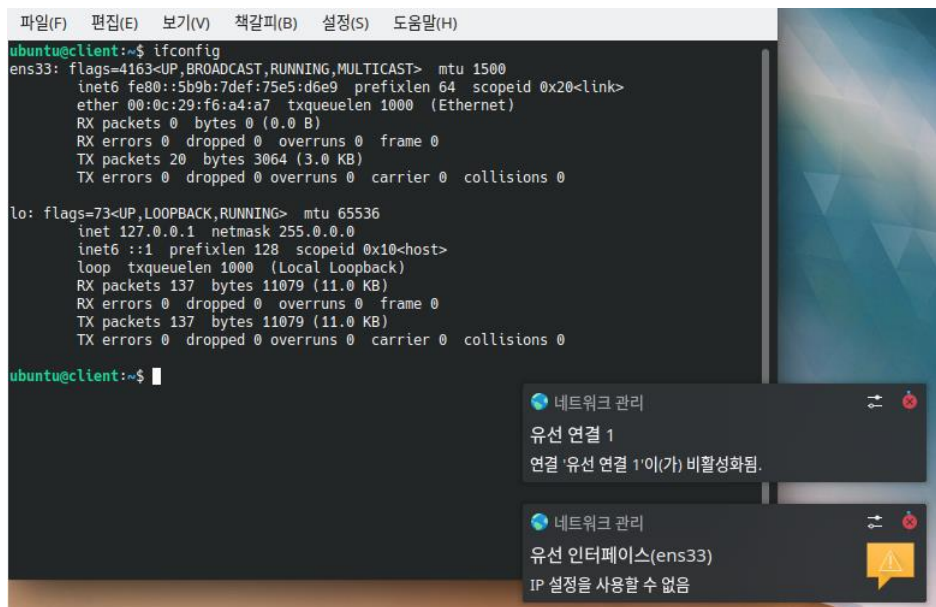 파일(F) 편집(E) 보기(V) 책갈피(B) 설정(S) 도움말(H)
ubuntu@client:~$ ifconfig
ens33: flags=4163<UP,BROADCAST,RUNNING,MULTICAST>  mtu 1500
        inet6 fe80::5b9b:7def:75e5:d6e9  prefixlen 64  scopeid 0x20<link>
        ether 00:0c:29:f6:a4:a7  txqueuelen 1000  (Ethernet)
        RX packets 0  bytes 0 (0.0 B)
        RX errors 0  dropped 0  overruns 0  frame 0
        TX packets 20  bytes 3064 (3.0 KB)
        TX errors 0  dropped 0 overruns 0  carrier 0  collisions 0

lo: flags=73<UP,LOOPBACK,RUNNING>  mtu 65536
        inet 127.0.0.1  netmask 255.0.0.0
        inet6 ::1  prefixlen 128  scopeid 0x10<host>
        loop  txqueuelen 1000  (Local Loopback)
        RX packets 137  bytes 11079 (11.0 KB)
        RX errors 0  dropped 0  overruns 0  frame 0
        TX packets 137  bytes 11079 (11.0 KB)
        TX errors 0  dropped 0 overruns 0  carrier 0  collisions 0

ubuntu@client:~$
네트워크 관리
유선 연결 1
연결 '유선 연결 1'이(가) 비활성화됨.
네트워크 관리
유선 인터페이스(ens33)
IP 설정을 사용할 수 없음